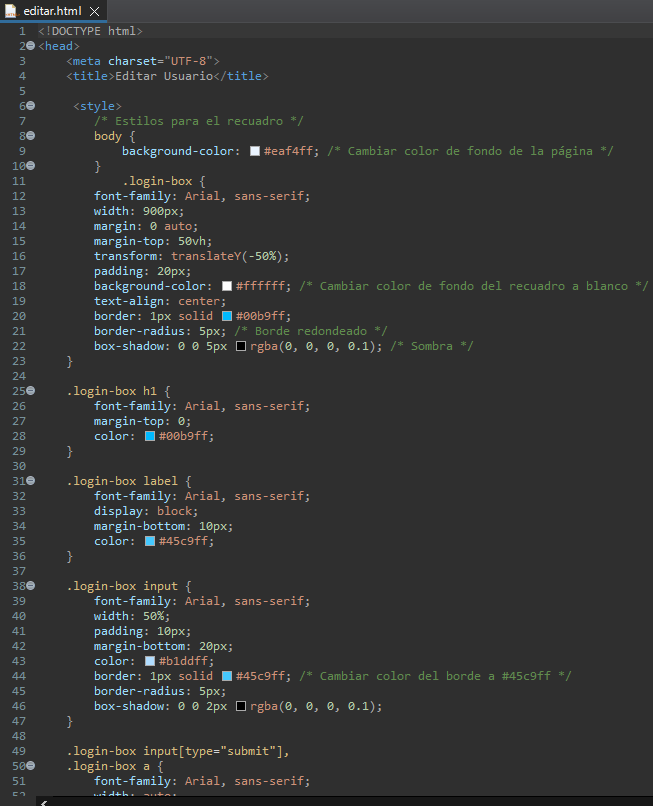 editar.html
1 <!DOCTYPE html>
2 <head>
3 <meta charset="UTF-8">
4 <title>Editar Usuario</title>
5
6 <style>
7 /* Estilos para el recuadro */
8 body {
9 background-color: #eaf4ff; /* Cambiar color de fondo de la página */
10 }
11 .login-box {
12 font-family: Arial, sans-serif;
13 width: 900px;
14 margin: 0 auto;
15 margin-top: 50vh;
16 transform: translateY(-50%);
17 padding: 20px;
18 background-color: #ffffff; /* Cambiar color de fondo del recuadro a blanco */
19 text-align: center;
20 border: 1px solid #00b9ff;
21 border-radius: 5px; /* Borde redondeado */
22 box-shadow: 0 0 5px rgba(0, 0, 0, 0.1); /* Sombra */
23 }
24
25 .login-box h1 {
26 font-family: Arial, sans-serif;
27 margin-top: 0;
28 color: #00b9ff;
29 }
30
31 .login-box label {
32 font-family: Arial, sans-serif;
33 display: block;
34 margin-bottom: 10px;
35 color: #45c9ff;
36 }
37
38 .login-box input {
39 font-family: Arial, sans-serif;
40 width: 50%;
41 padding: 10px;
42 margin-bottom: 20px;
43 color: #b1ddff;
44 border: 1px solid #45c9ff; /* Cambiar color del borde a #45c9ff */
45 border-radius: 5px;
46 box-shadow: 0 0 2px rgba(0, 0, 0, 0.1);
47 }
48
49 .login-box input[type="submit"],
50 .login-box a {
51 font-family: Arial, sans-serif;
52 width: auto;